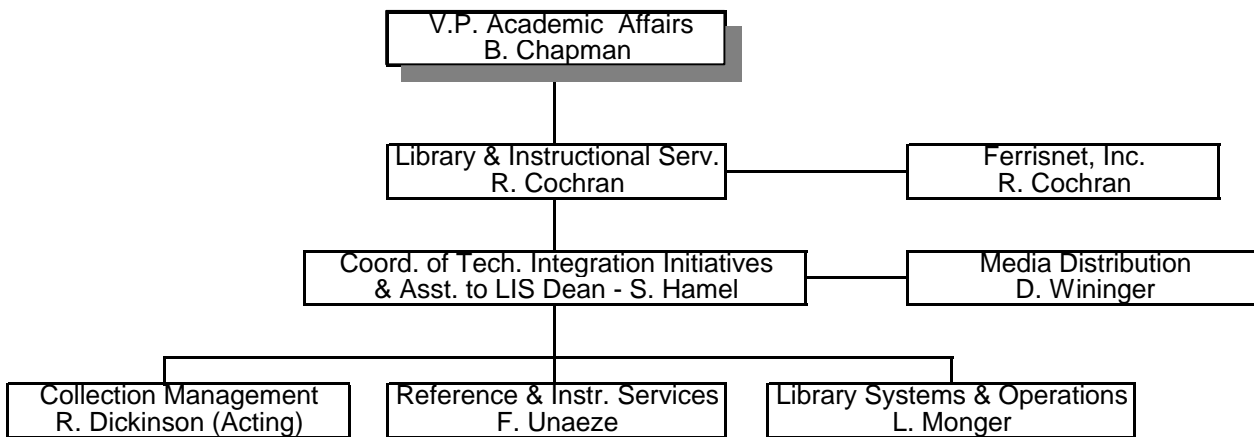 V.P. Academic Affairs
B. Chapman
Library & Instructional Serv.
R. Cochran
Ferrisnet, Inc.
R. Cochran
Coord. of Tech. Integration Initiatives
& Asst. to LIS Dean - S. Hamel
Media Distribution
D. Wininger
Collection Management
R. Dickinson (Acting)
Reference & Instr. Services
F. Unaeze
Library Systems & Operations
L. Monger